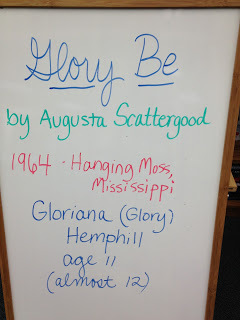 Glory Be
by Augusta Scattergood
1964 - Hanging Moss,
Mississippi
Gloriana (Glory)
Hemphill
age 11
(almost 12)